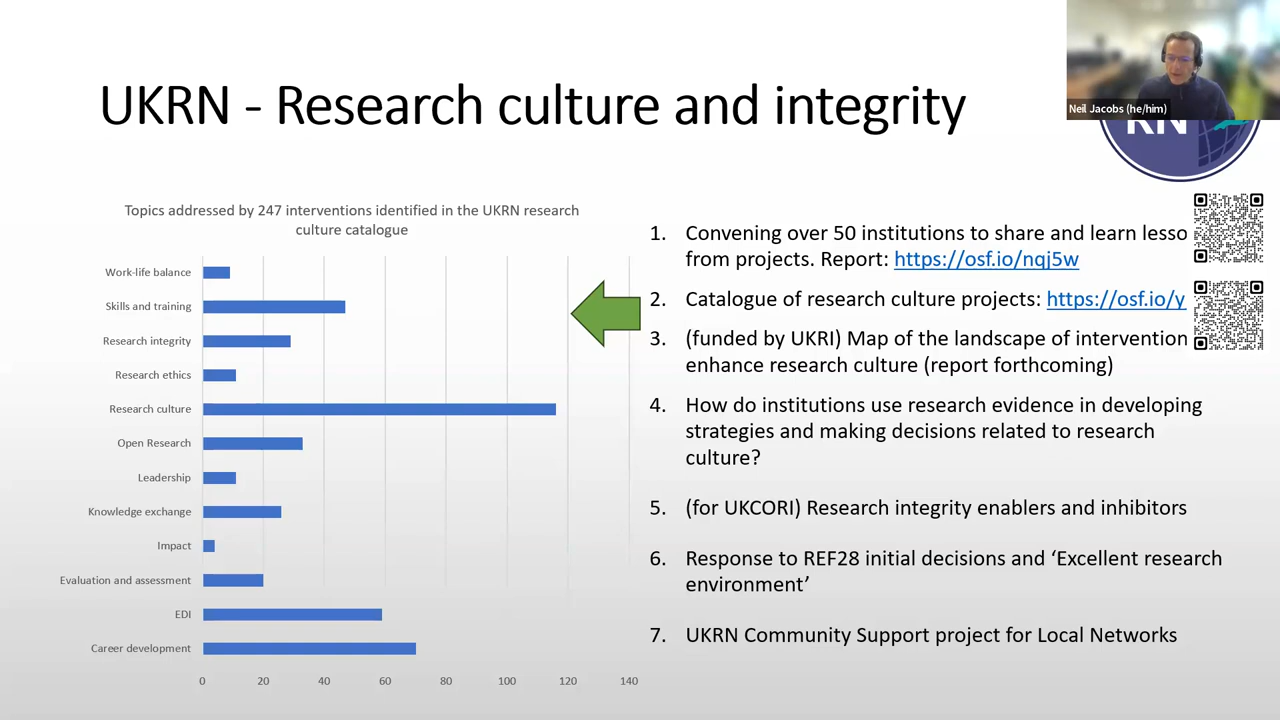 UKRN - Research culture and integrity
Neil Jacobs (he/him)
RN
Topics addressed by 247 interventions identified in the UKRN research
culture catalogue
Work-life balance
Skills and training
Research integrity
Research ethics
Research culture
Open Research
Leadership
Knowledge exchange
Impact
Evaluation and assessment
EDI
Career development
0 20 40 60 80 100 120 140
1. Convening over 50 institutions to share and learn lesso
from projects. Report: https://osf.io/nqj5w
2. Catalogue of research culture projects: https://osf.io/y
3. (funded by UKRI) Map of the landscape of intervention
enhance research culture (report forthcoming)
4. How do institutions use research evidence in developing
strategies and making decisions related to research
culture?
5. (for UKCORI) Research integrity enablers and inhibitors
6. Response to REF28 initial decisions and ‘Excellent research
environment’
7. UKRN Community Support project for Local Networks